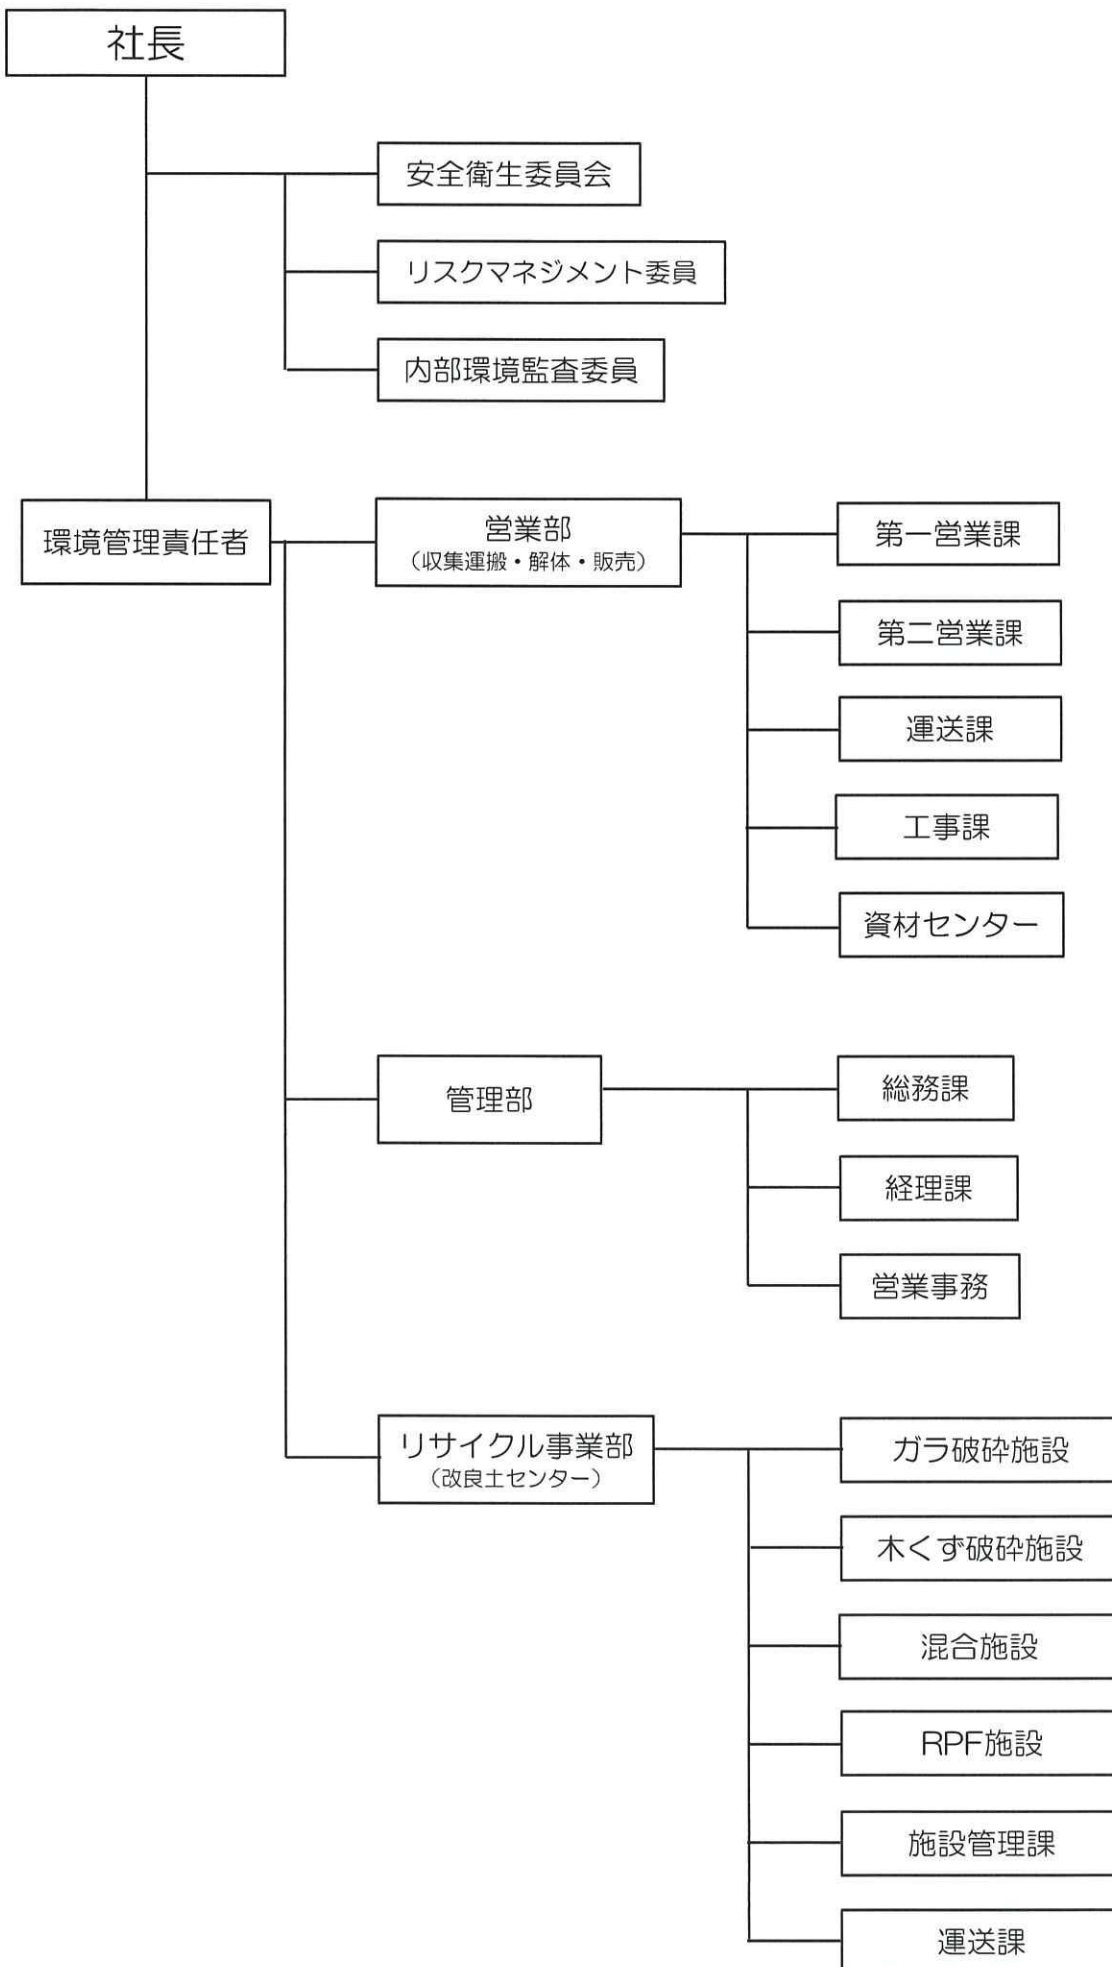 社長
安全衛生委員会
リスクマネジメント委員
内部環境監査委員
環境管理責任者
営業部
（収集運搬・解体・販売）
第一営業課
第二営業課
運送課
工事課
資材センター
管理部
総務課
経理課
営業事務
リサイクル事業部
（改良土センター）
ガラ破砕施設
木くず破砕施設
混合施設
RPF施設
施設管理課
運送課